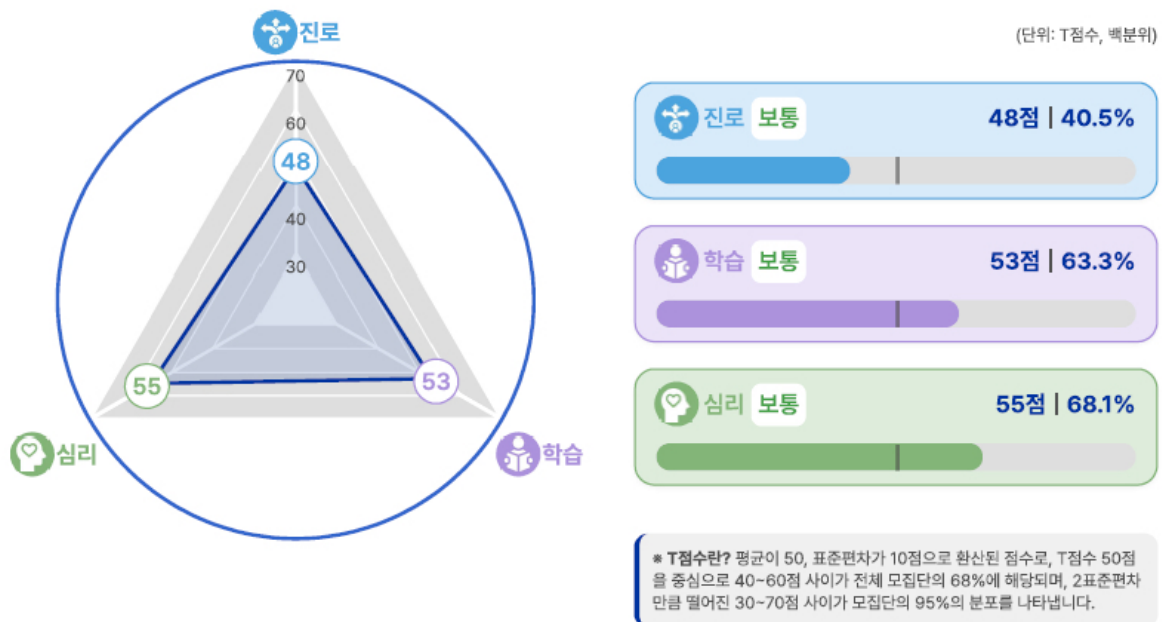 진로
70
60
48
40
30
55
53
심리
학습
(단위: T점수, 백분위)
진로 보통 48점 | 40.5%
학습 보통 53점 | 63.3%
심리 보통 55점 | 68.1%
※ T점수란? 평균이 50, 표준편차가 10점으로 환산된 점수로, T점수 50점
을 중심으로 40~60점 사이가 전체 모집단의 68%에 해당되며, 2표준편차
만큼 떨어진 30~70점 사이가 모집단의 95%의 분포를 나타냅니다.